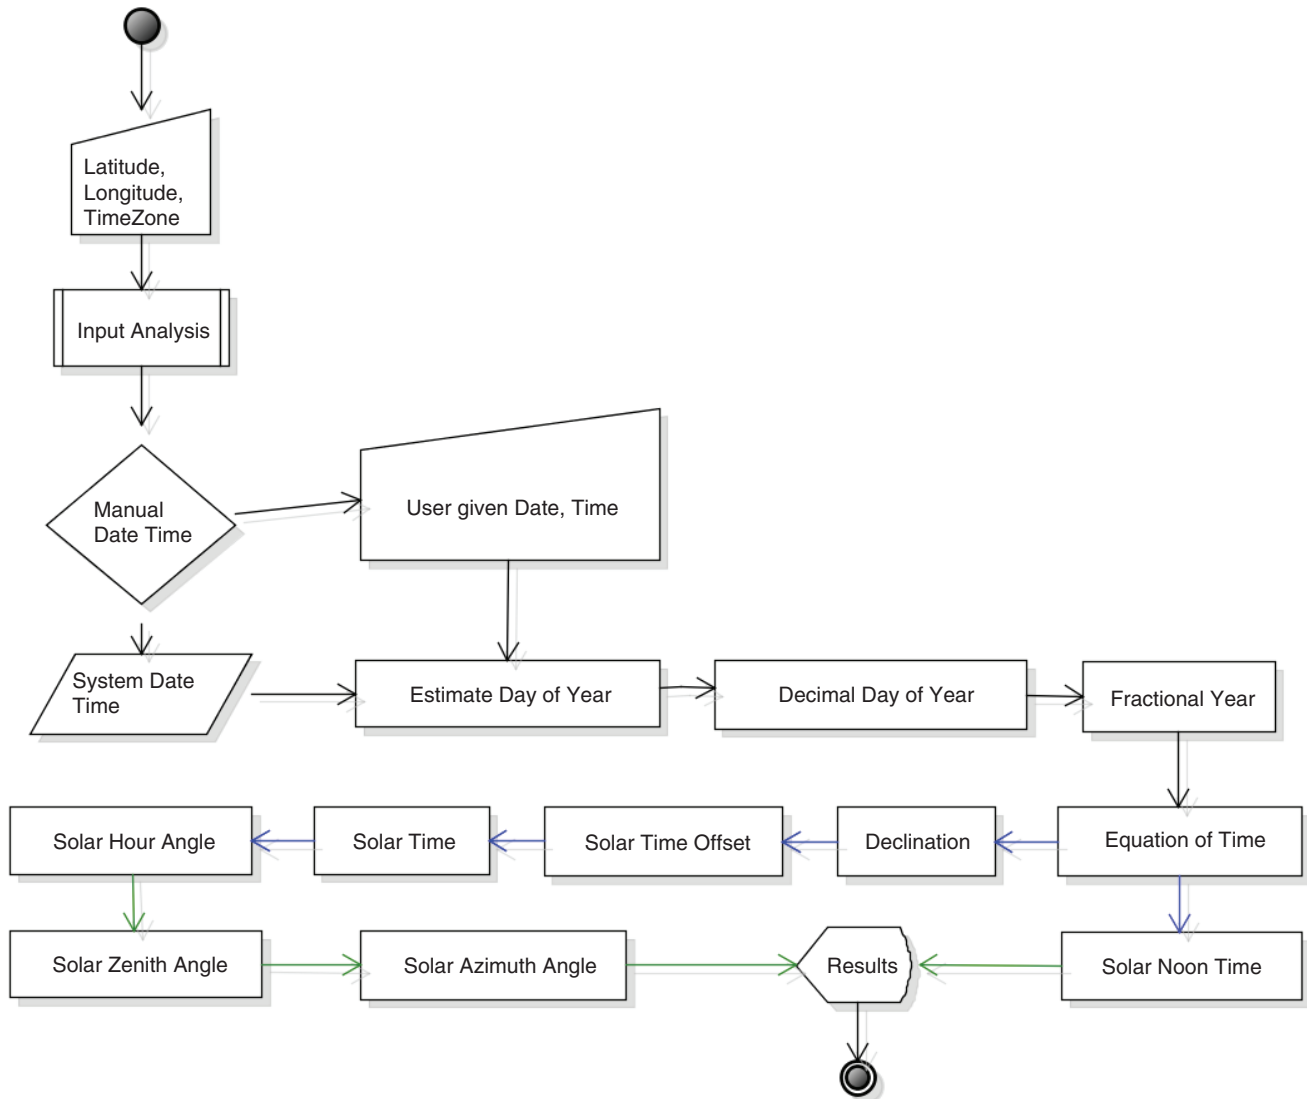 Latitude,
Longitude,
TimeZone
Input Analysis
Manual
Date Time
User given Date, Time
System Date
Time
Estimate Day of Year
Decimal Day of Year
Fractional Year
Solar Hour Angle
Solar Time
Solar Time Offset
Declination
Equation of Time
Solar Zenith Angle
Solar Azimuth Angle
Results
Solar Noon Time